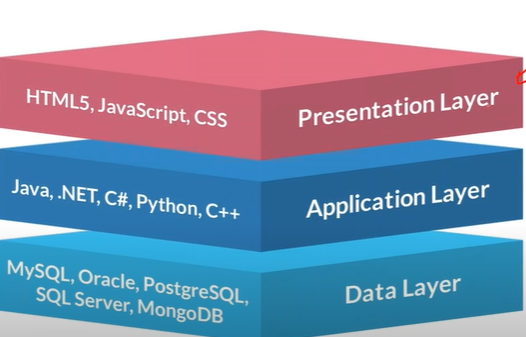 HTML5, JavaScript, CSS
Presentation Layer
Java, .NET, C#, Python, C++
Application Layer
MySQL, Oracle, PostgreSQL,
SQL Server, MongoDB
Data Layer